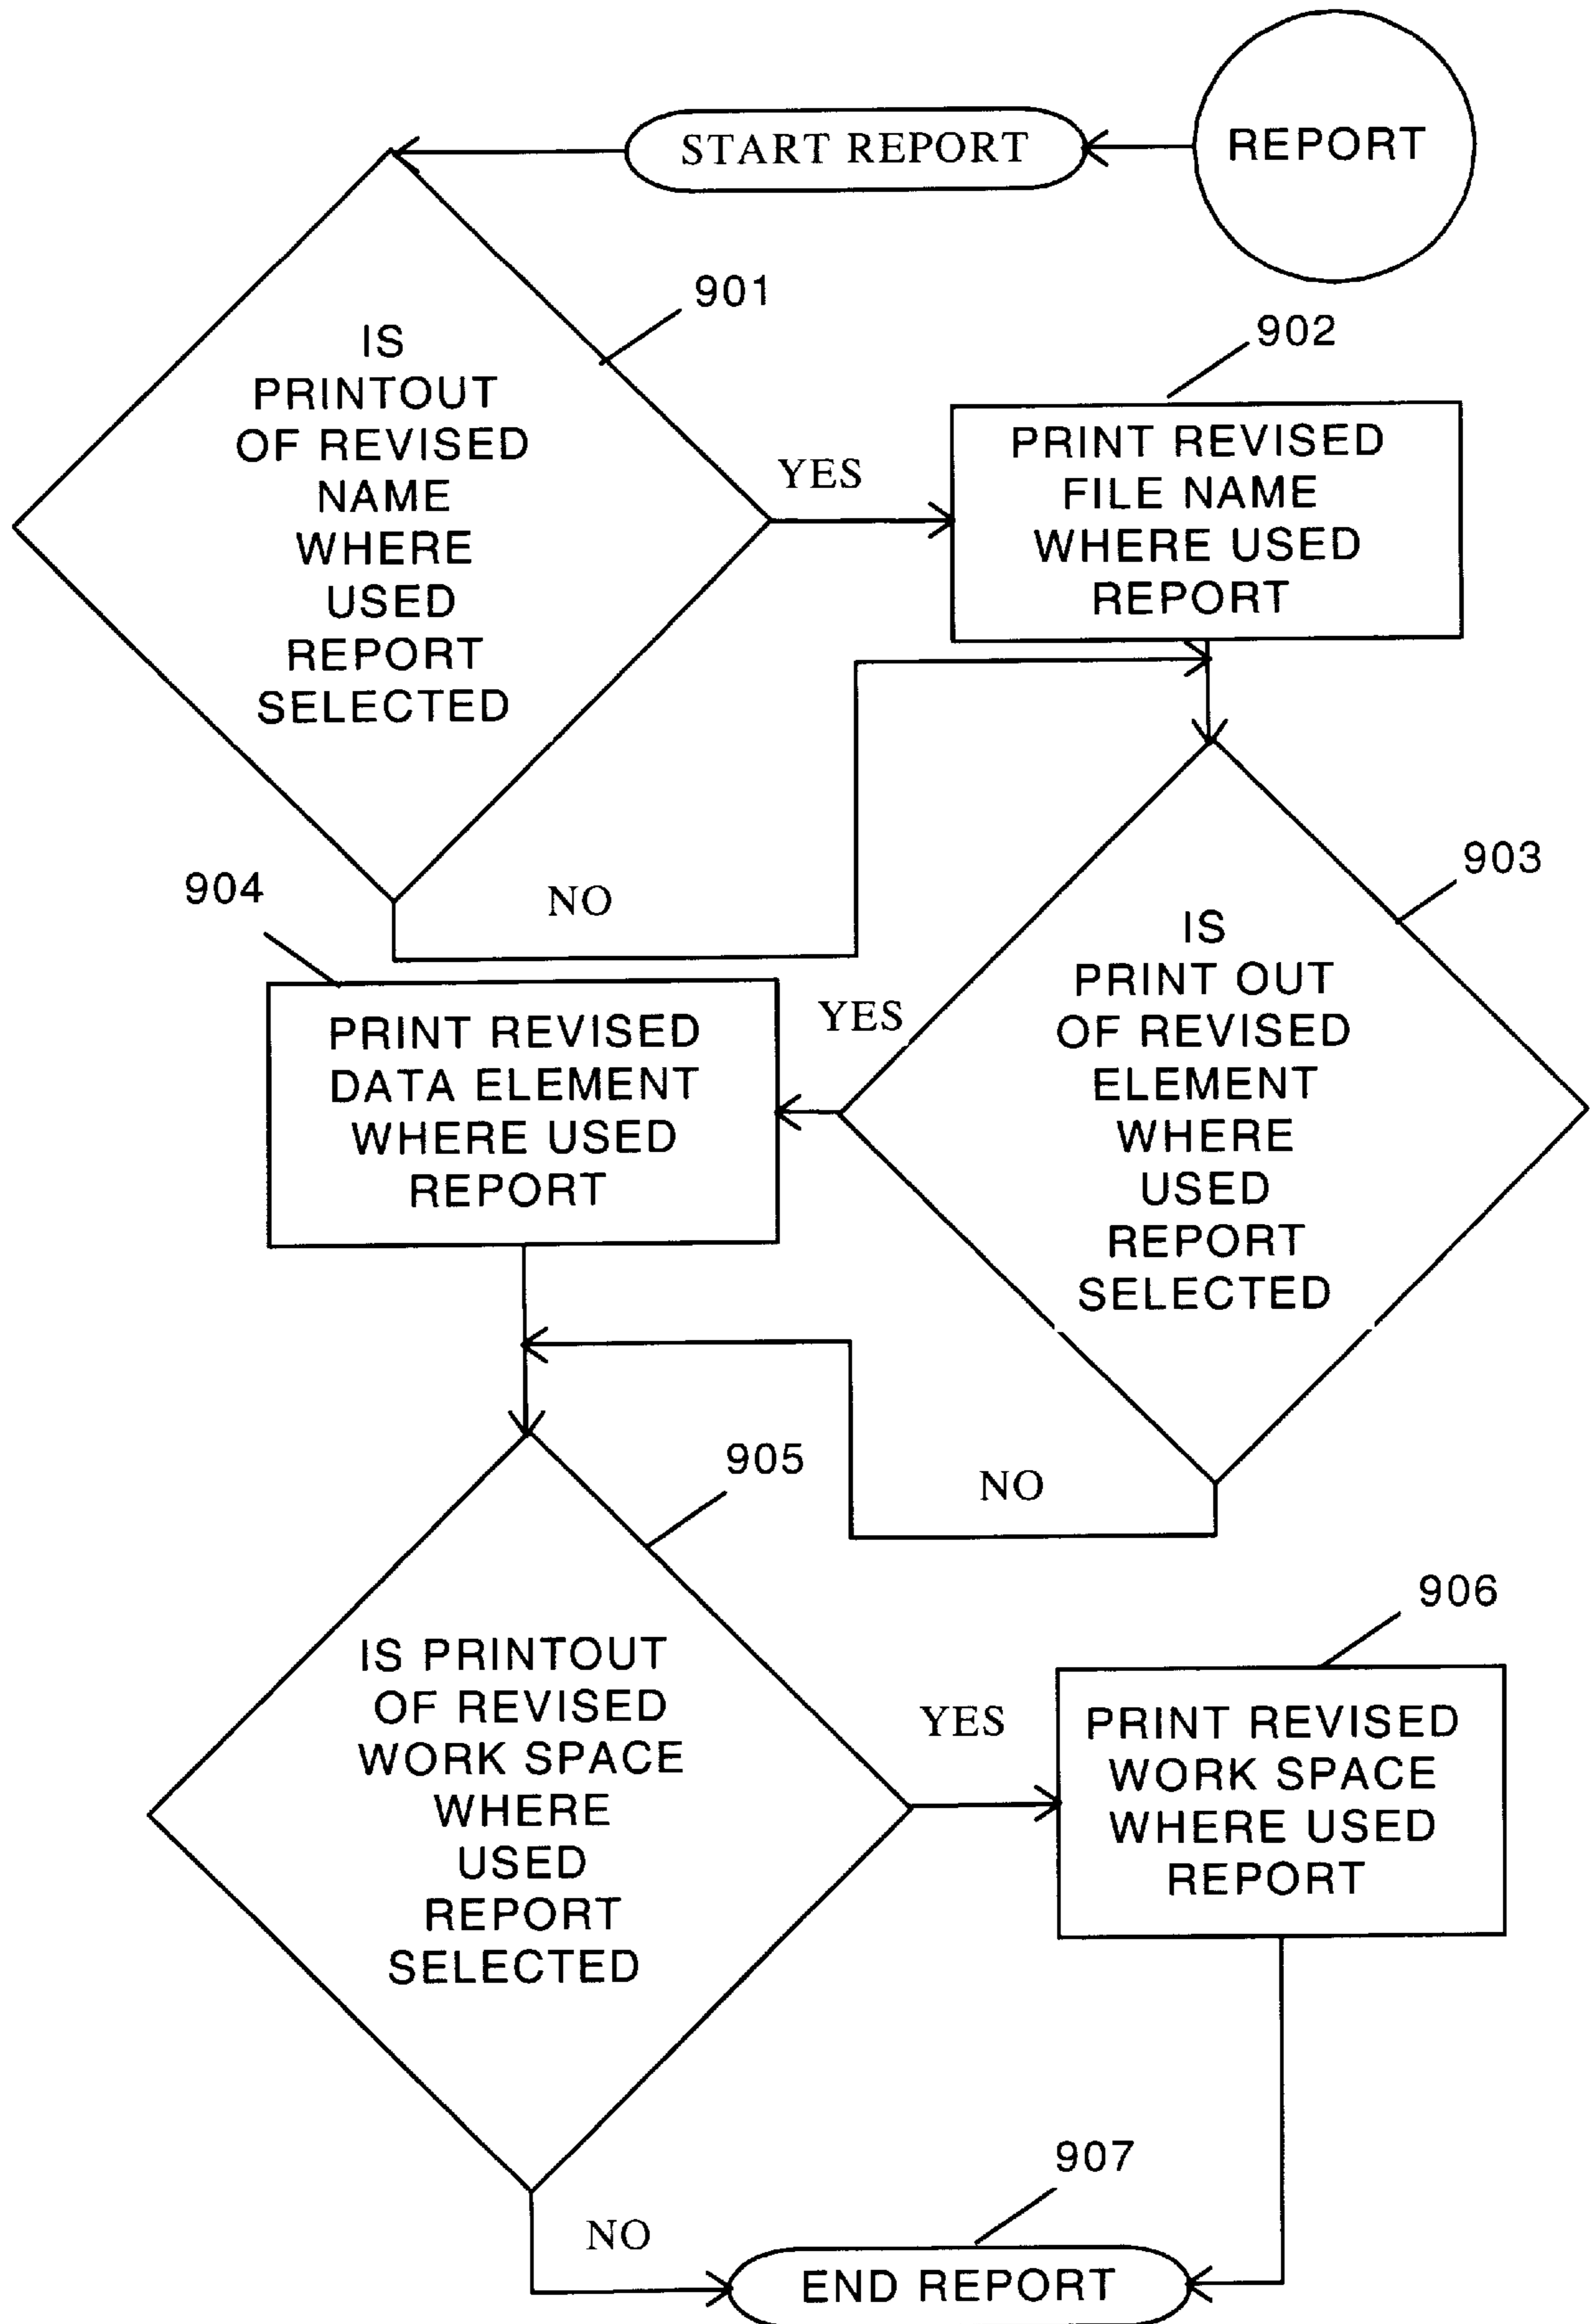 START REPORT
REPORT
901
IS
PRINTOUT
OF REVISED
NAME
WHERE
USED
REPORT
SELECTED
YES
902
PRINT REVISED
FILE NAME
WHERE USED
REPORT
NO
903
IS
PRINT OUT
OF REVISED
ELEMENT
WHERE
USED
REPORT
SELECTED
YES
904
PRINT REVISED
DATA ELEMENT
WHERE USED
REPORT
NO
905
IS PRINTOUT
OF REVISED
WORK SPACE
WHERE
USED
REPORT
SELECTED
YES
906
PRINT REVISED
WORK SPACE
WHERE USED
REPORT
NO
907
END REPORT